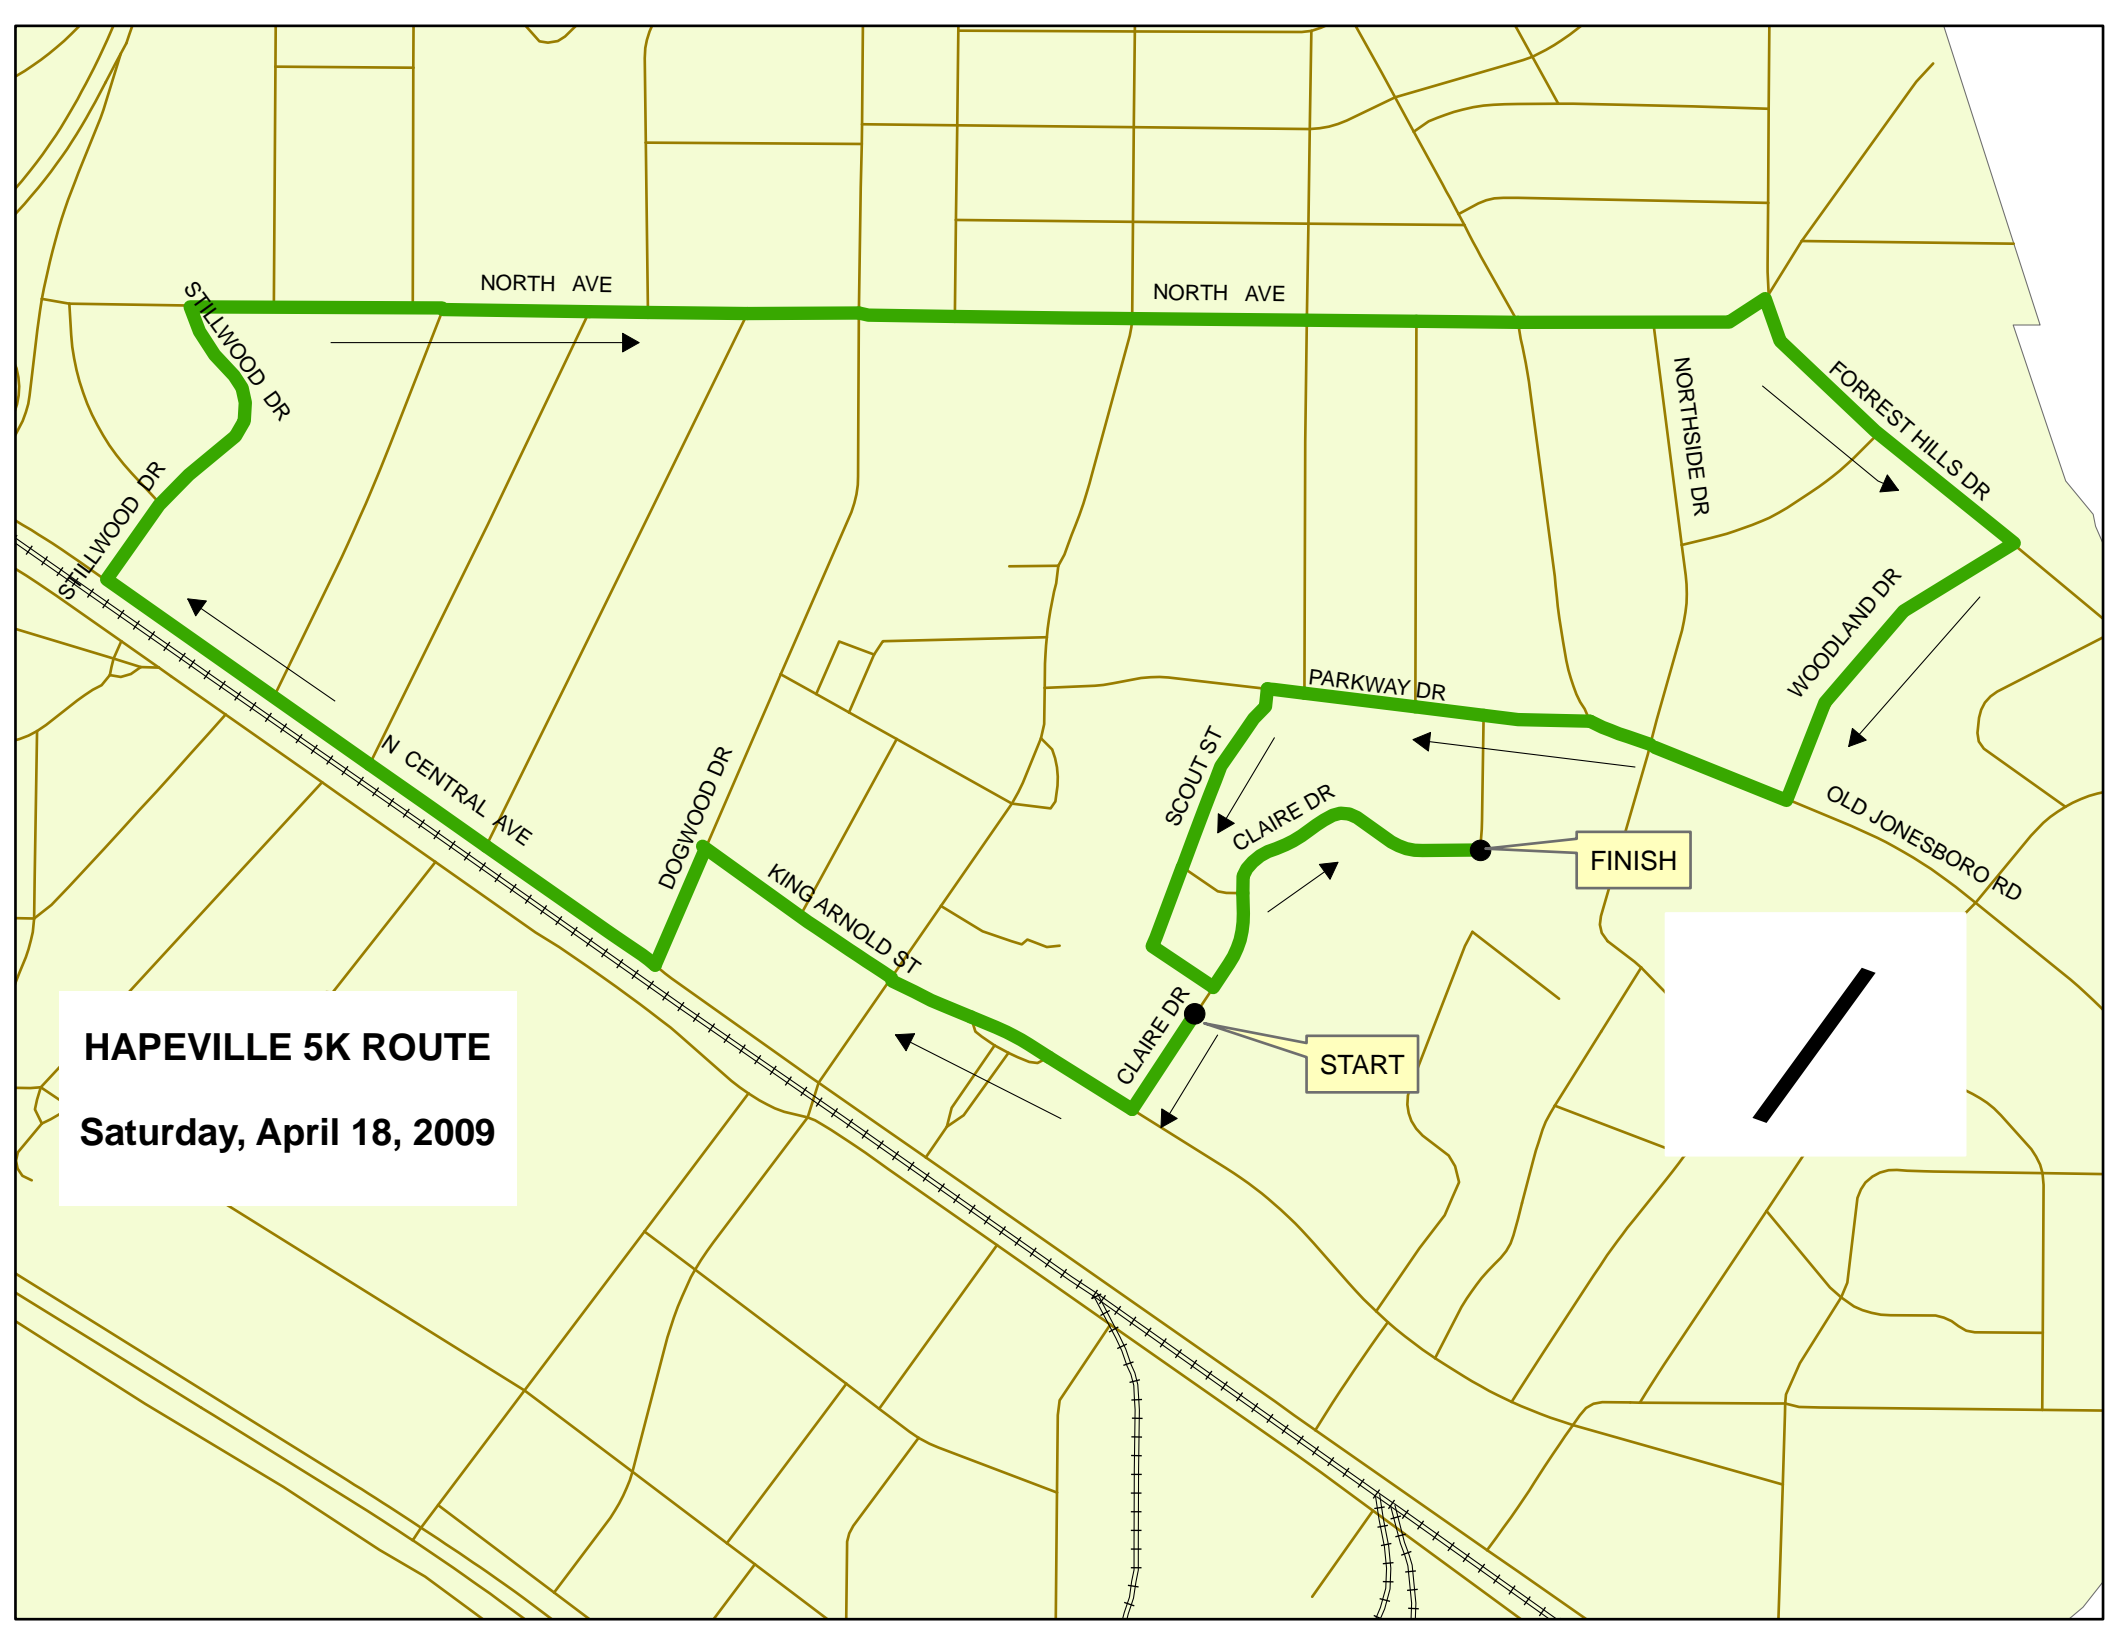 STILLWOOD DR
NORTH AVE
NORTH AVE
NORTHSIDE DR
FORREST HILLS DR
STILLWOOD DR
WOODLAND DR
PARKWAY DR
N CENTRAL AVE
DOGWOOD DR
SCOUT ST
CLAIRE DR
OLD JONESBORO RD
FINISH
KING ARNOLD ST
CLAIRE DR
START
HAPEVILLE 5K ROUTE
Saturday, April 18, 2009